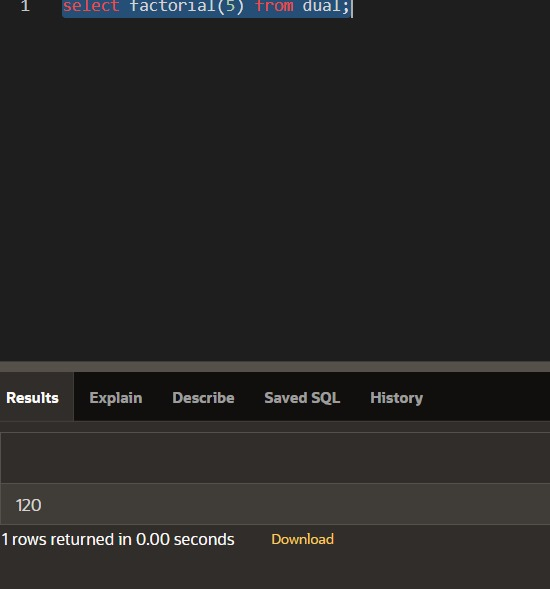 1 select factorial(5) from dual;
Results Explain Describe Saved SQL History
120
1 rows returned in 0.00 seconds Download